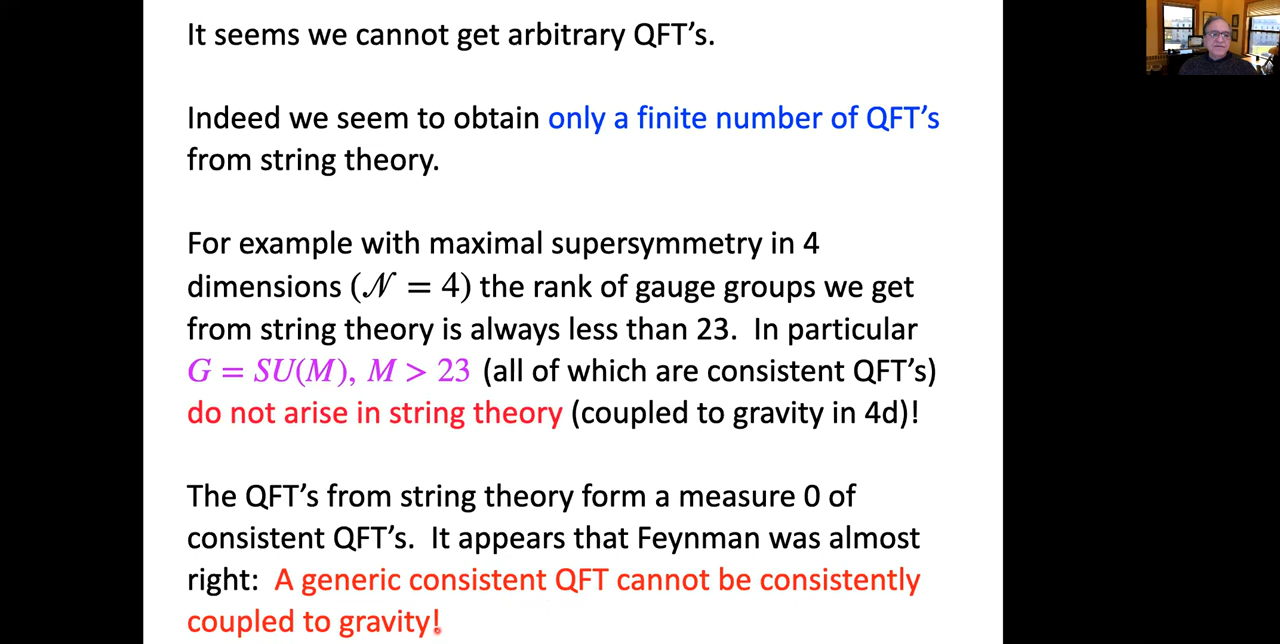 It seems we cannot get arbitrary QFT's.
Indeed we seem to obtain only a finite number of QFT's
from string theory.
For example with maximal supersymmetry in 4
dimensions (𝒩 = 4) the rank of gauge groups we get
from string theory is always less than 23. In particular
G = SU(M), M > 23 (all of which are consistent QFT's)
do not arise in string theory (coupled to gravity in 4d)!
The QFT's from string theory form a measure 0 of
consistent QFT's. It appears that Feynman was almost
right: A generic consistent QFT cannot be consistently
coupled to gravity!